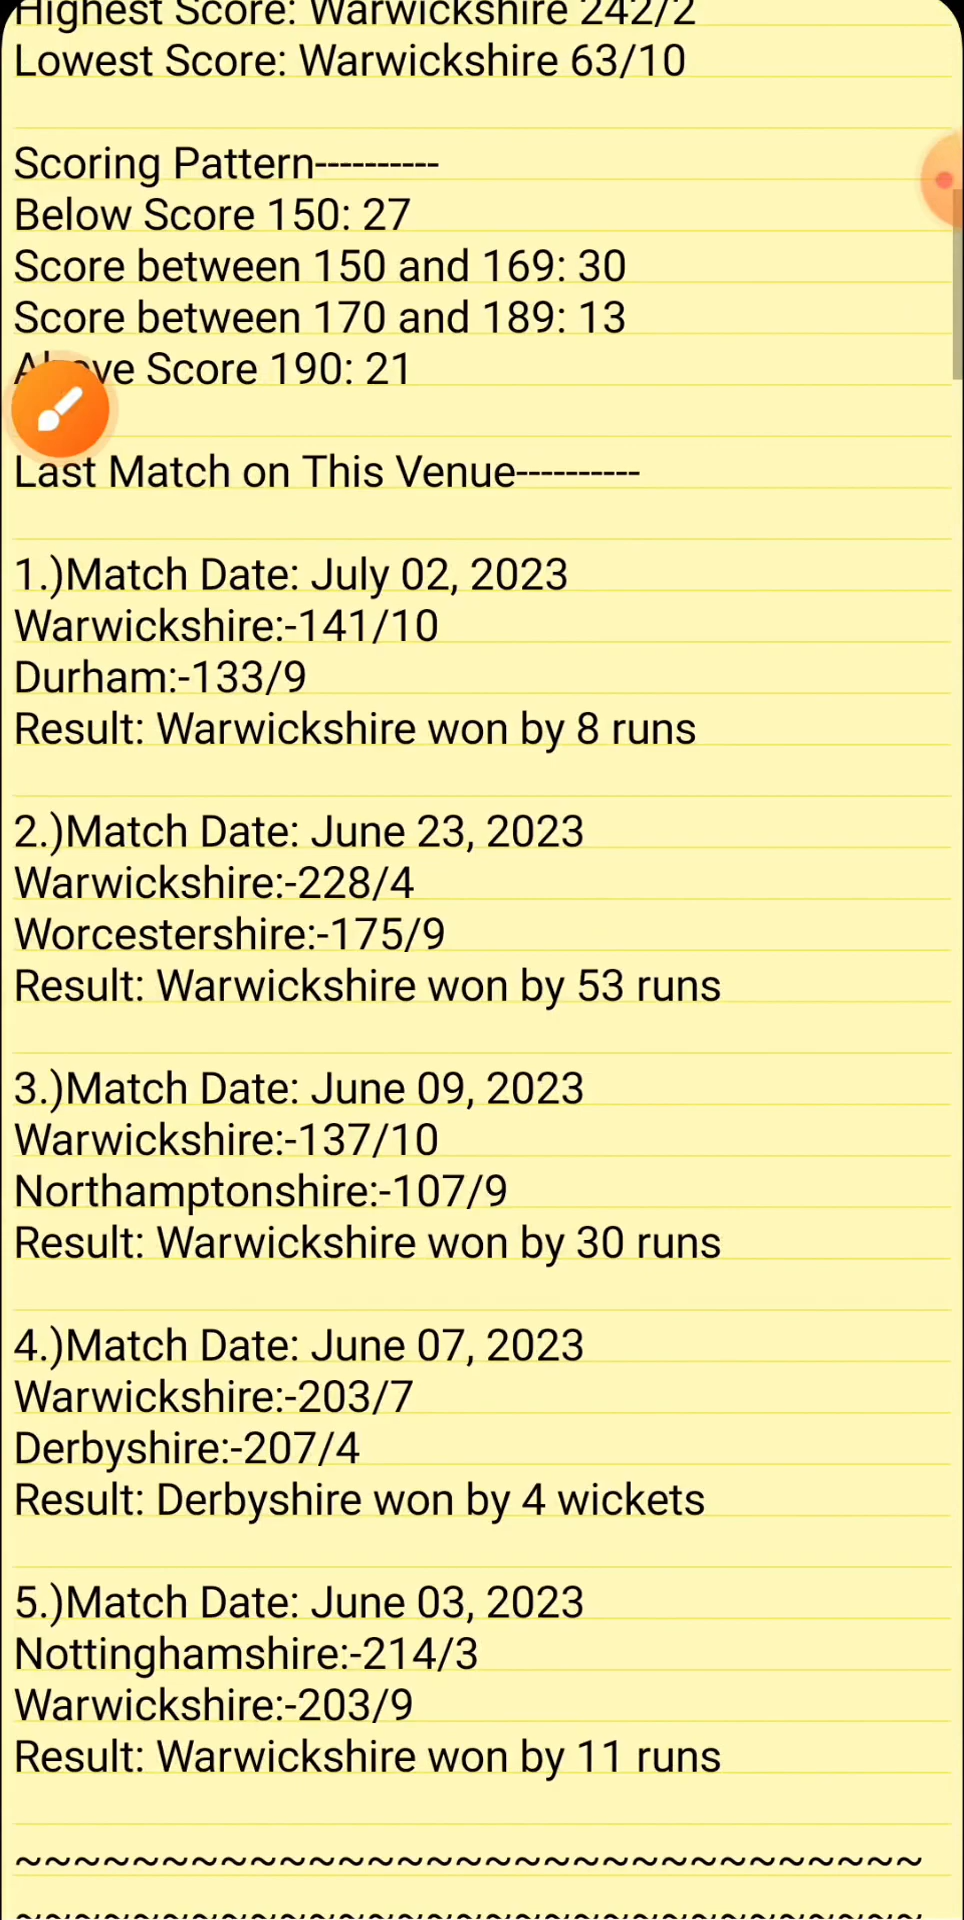 Highest Score: Warwickshire 242/2
Lowest Score: Warwickshire 63/10
Scoring Pattern----------
Below Score 150: 27
Score between 150 and 169: 30
Score between 170 and 189: 13
Above Score 190: 21
Last Match on This Venue----------
1.)Match Date: July 02, 2023
Warwickshire:-141/10
Durham:-133/9
Result: Warwickshire won by 8 runs
2.)Match Date: June 23, 2023
Warwickshire:-228/4
Worcestershire:-175/9
Result: Warwickshire won by 53 runs
3.)Match Date: June 09, 2023
Warwickshire:-137/10
Northamptonshire:-107/9
Result: Warwickshire won by 30 runs
4.)Match Date: June 07, 2023
Warwickshire:-203/7
Derbyshire:-207/4
Result: Derbyshire won by 4 wickets
5.)Match Date: June 03, 2023
Nottinghamshire:-214/3
Warwickshire:-203/9
Result: Warwickshire won by 11 runs
~~~~~~~~~~~~~~~~~~~~~~~~~~~~~~~
~~~~~~~~~~~~~~~~~~~~~~~~~~~~~~~